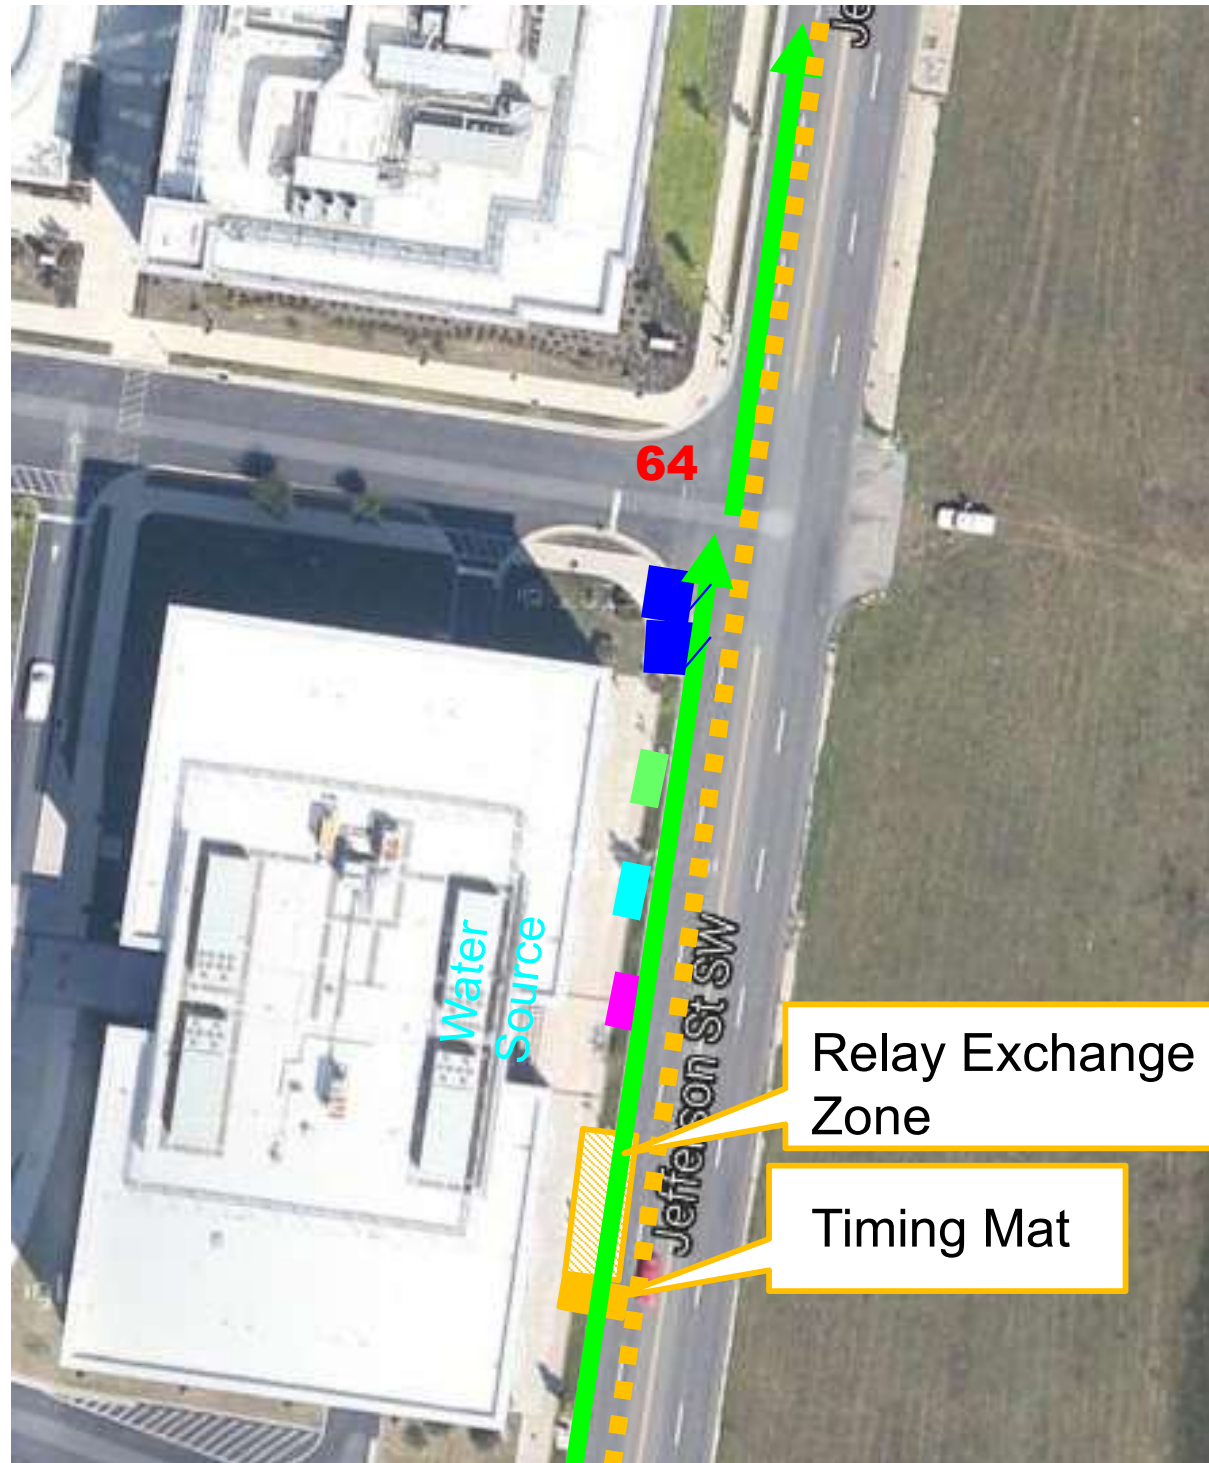 Je
64
Water
Source
Jefferson St SW
Relay Exchange
Zone
Timing Mat